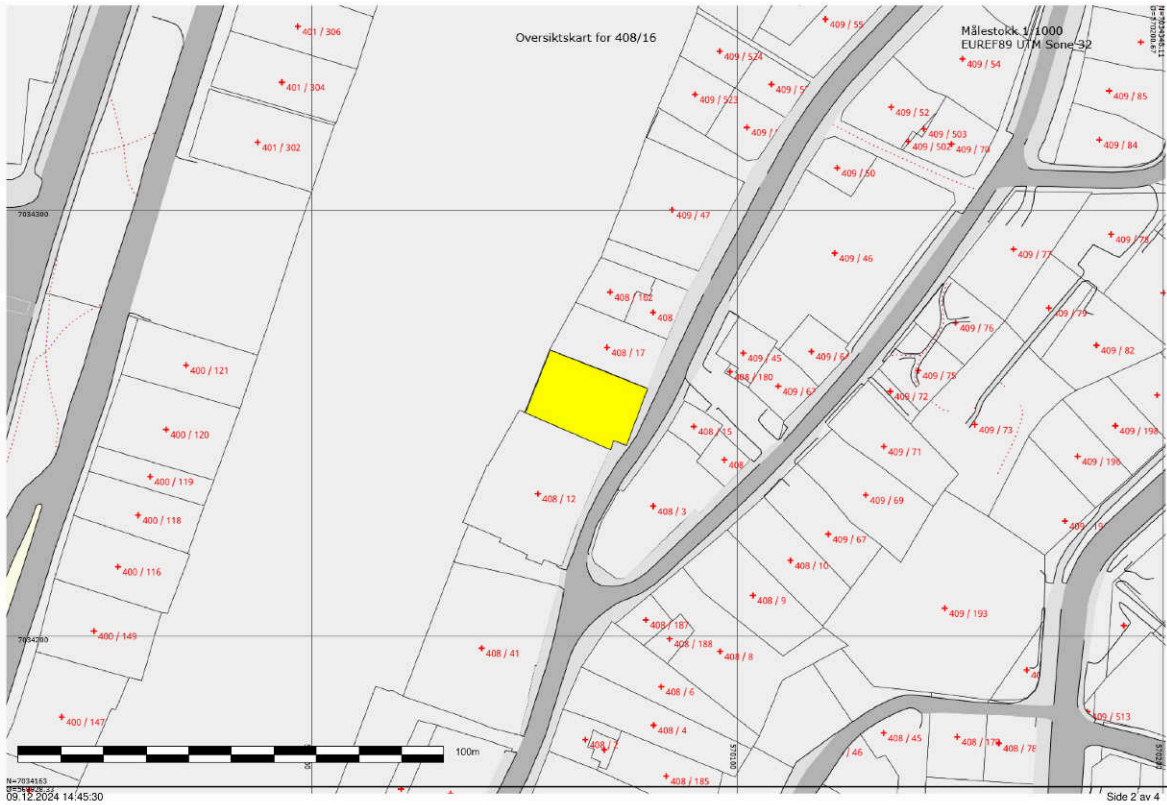 Oversiktskart for 408/16
Målestokk 1:1000
EUREF89 UTM Sone 32
401 / 306
401 / 304
401 / 302
409 / 55
409 / 524
409 / 523
409 / 54
409 / 52
409 / 503
409 / 502
409 / 70
409 / 85
409 / 84
409 / 50
7034300
409 / 47
409 / 46
409 / 77
409 / 78
408 / 182
408
408 / 17
409 / 76
409 / 79
409 / 82
400 / 121
409 / 45
408 / 180
409 / 75
409 / 72
409 / 73
409 / 198
400 / 120
408 / 15
408
409 / 71
409 / 196
400 / 119
408 / 12
408 / 3
409 / 69
400 / 118
409 / 67
400 / 116
408 / 10
408 / 9
409 / 193
400 / 149
7034200
408 / 187
408 / 188
408 / 8
408 / 41
408 / 6
400 / 147
408 / 4
409 / 513
408 / 45
408 / 78
/ 46
408 / 185
100m
570100
N=7034163
09.12.2024 14:45:30
Side 2 av 4